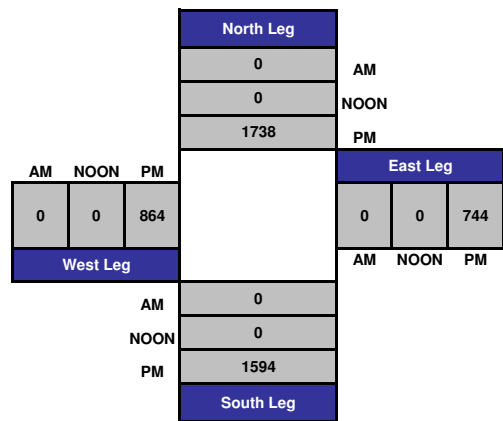 North Leg
0 AM
0 NOON
1738 PM
AM NOON PM East Leg
0 0 864 0 0 744
West Leg AM NOON PM
AM 0
NOON 0
PM 1594
South Leg